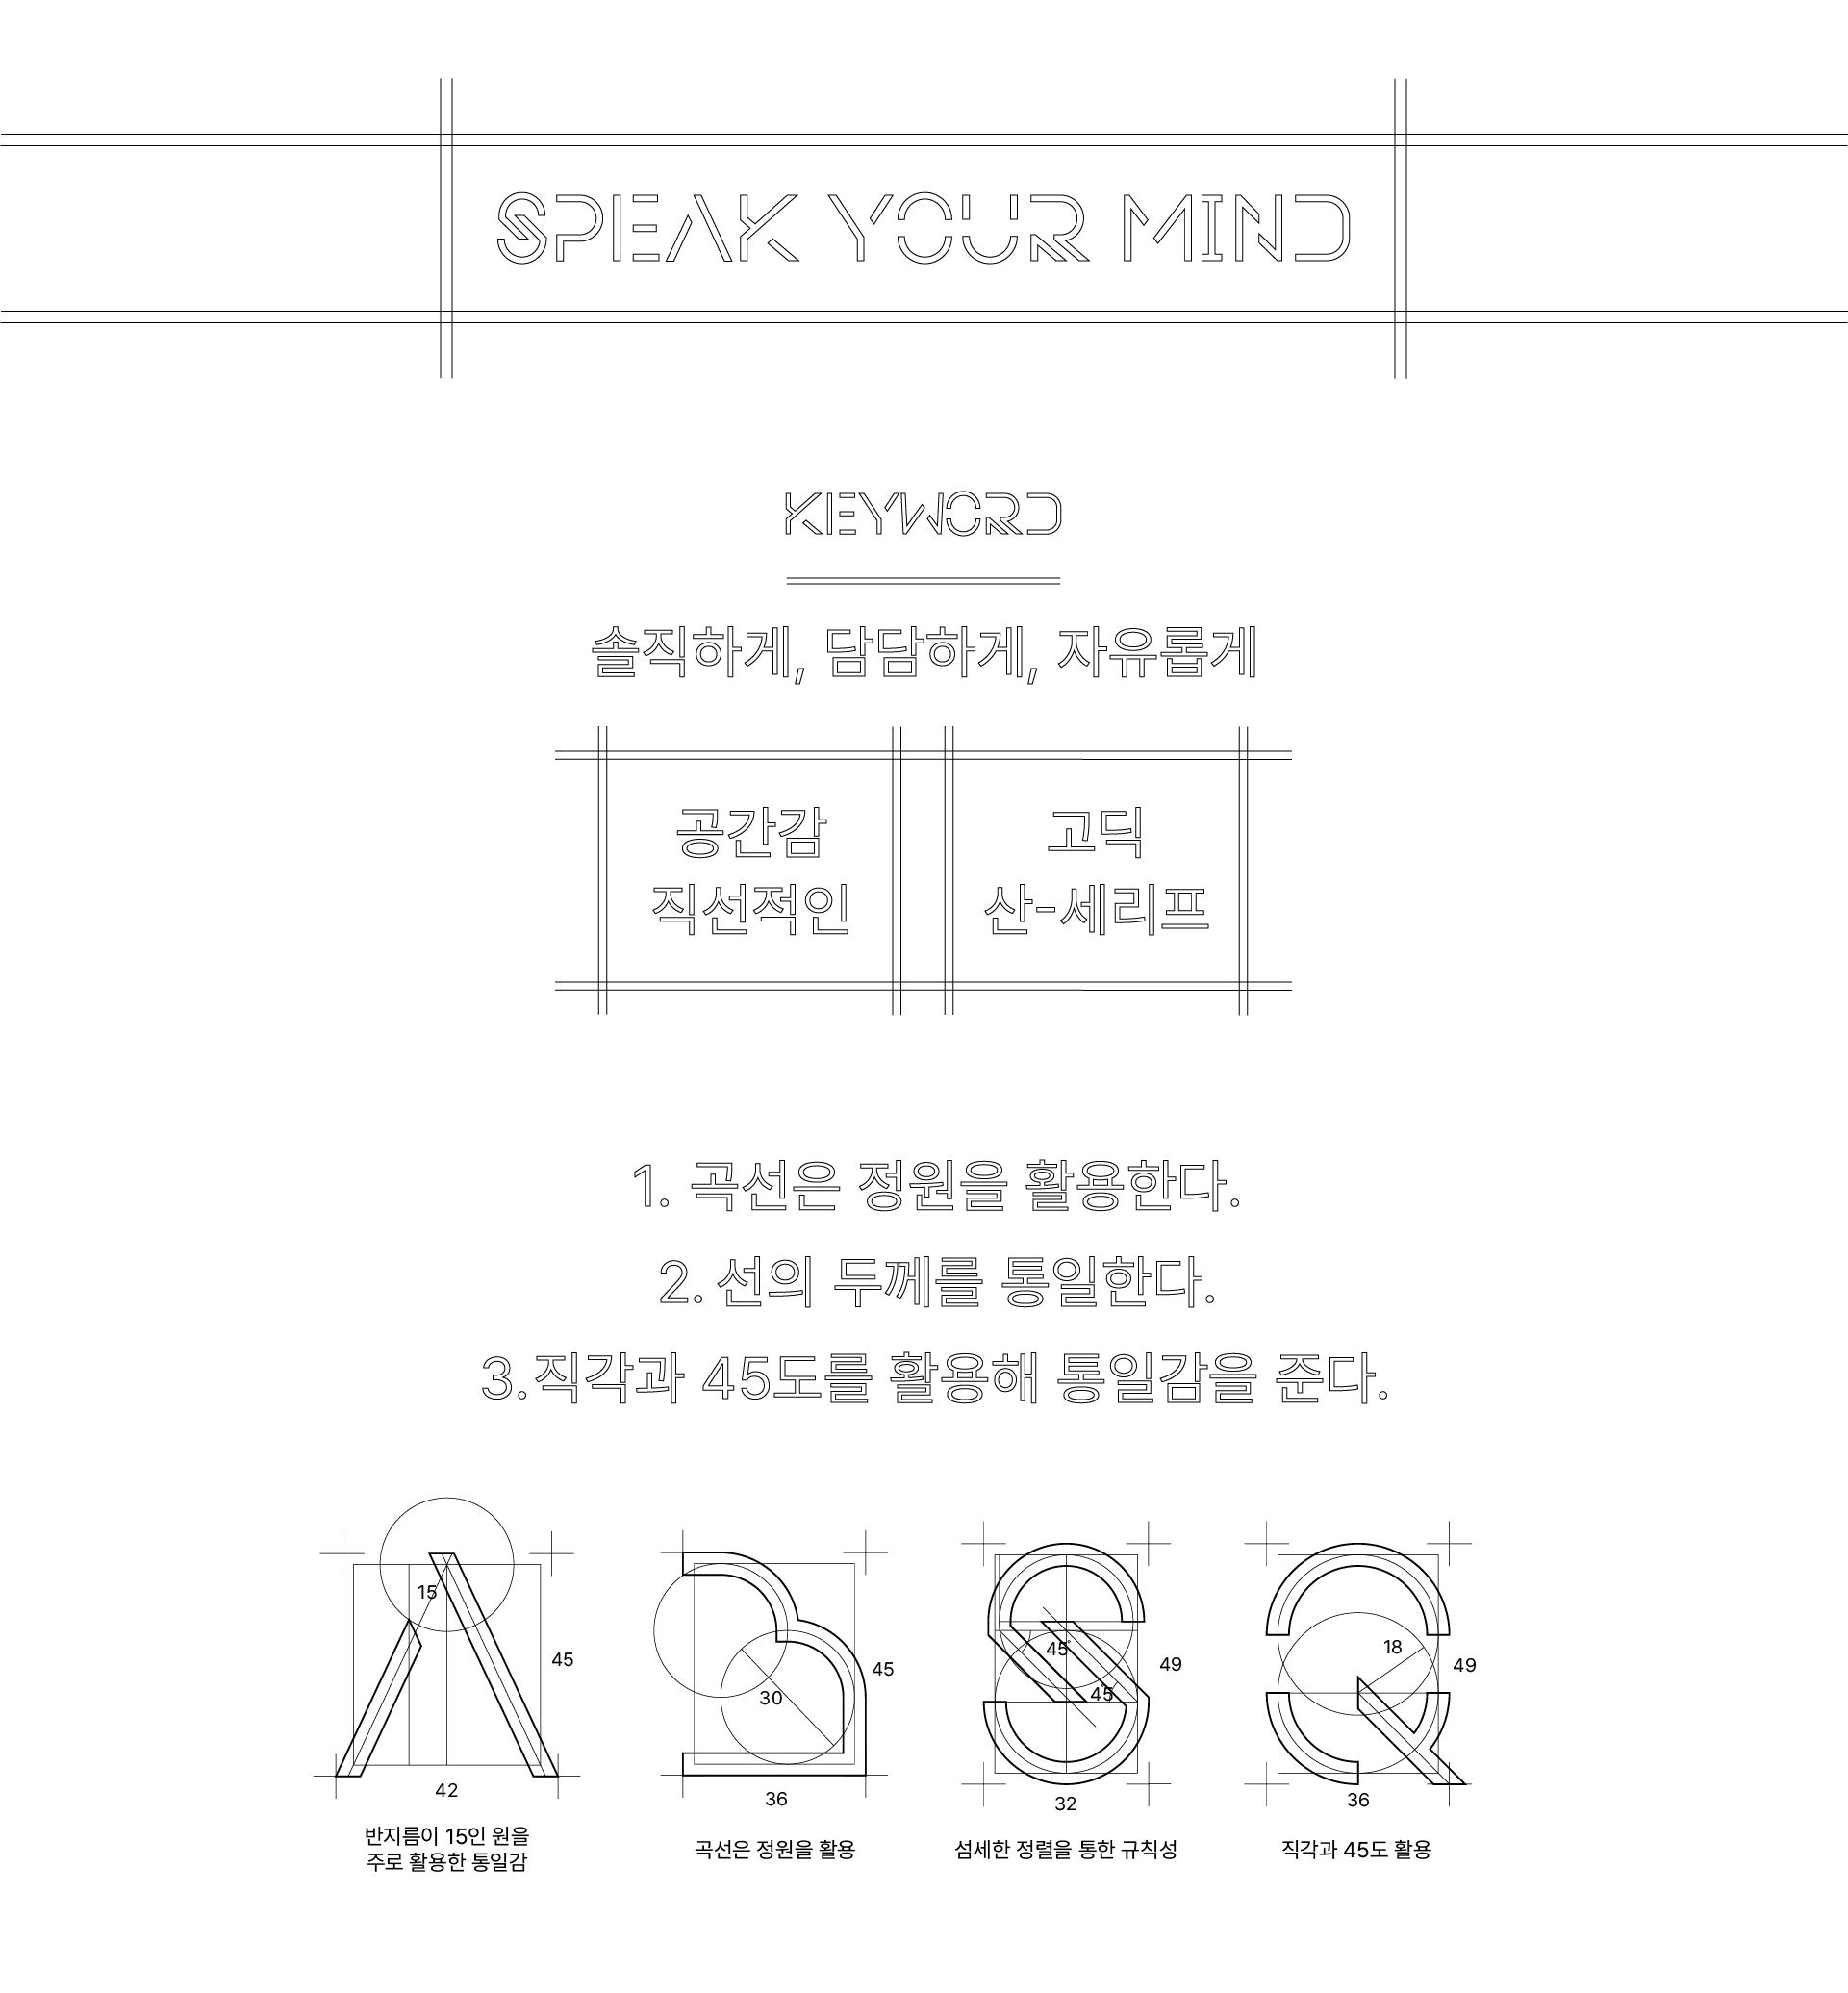 SPEAK YOUR MIND
KEYWORD
솔직하게, 담담하게, 자유롭게
공간감
직선적인
고딕
산-세리프
1. 곡선은 정원을 활용한다.
2. 선의 두께를 통일한다.
3.직각과 45도를 활용해 통일감을 준다.
A
15
45
42
반지름이 15인 원을
주로 활용한 통일감
B
30
45
36
곡선은 정원을 활용
S
45°
45
49
32
섬세한 정렬을 통한 규칙성
Q
18
49
36
직각과 45도 활용